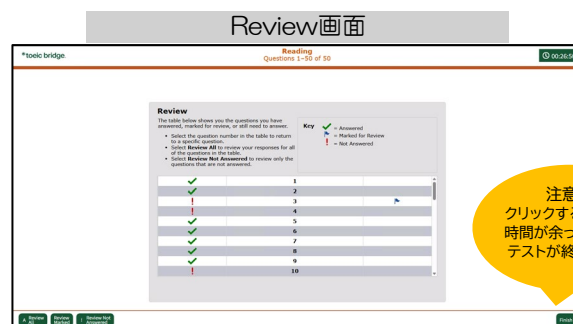 Review画面
*toeic bridge.
Reading
Questions 1-50 of 50
00:26:5
Review
The table below shows you the questions you have
answered, marked for review, or still need to answer.
• Select the question number in the table to return
to a specific question.
• Select Review All to review your responses for all
of the questions in the table.
• Select Review Not Answered to review only the
questions that are not answered.
Key
= Answered
= Marked for Review
! = Not Answered
1
2
! 3
! 4
5
6
7
8
9
! 10
注意
クリックする
時間が余っ
テストが終
Review All
Review Marked
! Review Not Answered
Finish